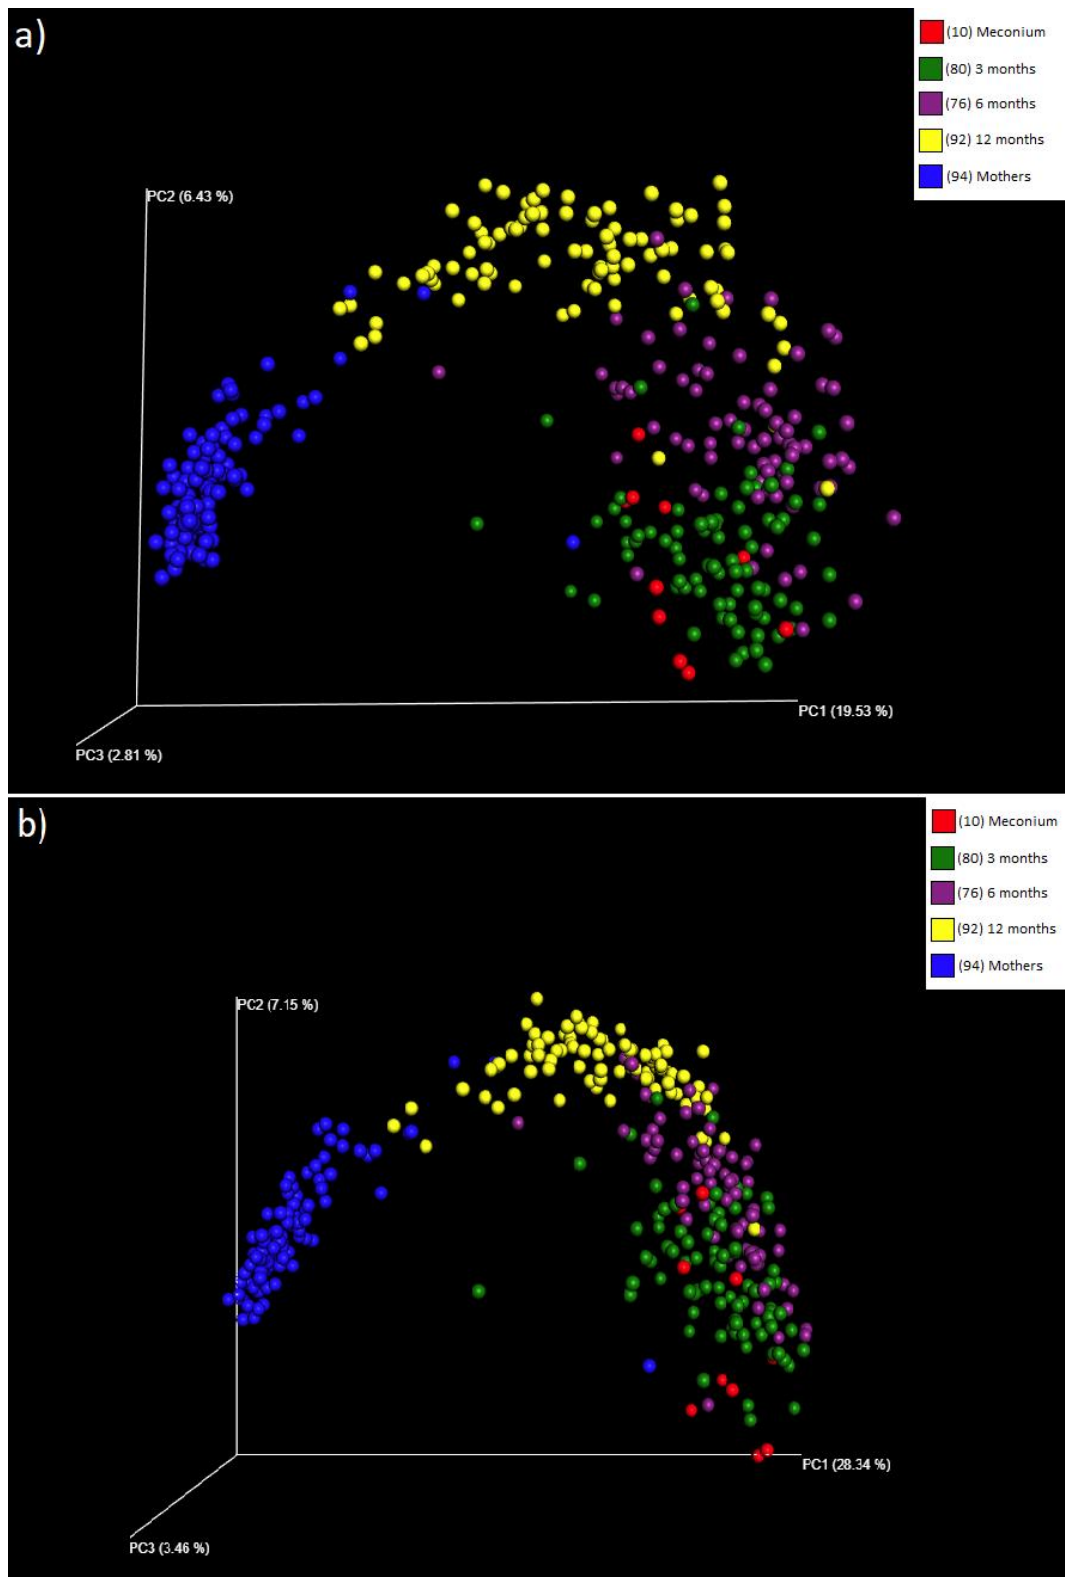 a)
(10) Meconium
(80) 3 months
(76) 6 months
(92) 12 months
(94) Mothers
PC2 (6.43 %)
PC1 (19.53 %)
PC3 (2.81 %)
b)
(10) Meconium
(80) 3 months
(76) 6 months
(92) 12 months
(94) Mothers
PC2 (7.15 %)
PC1 (28.34 %)
PC3 (3.46 %)